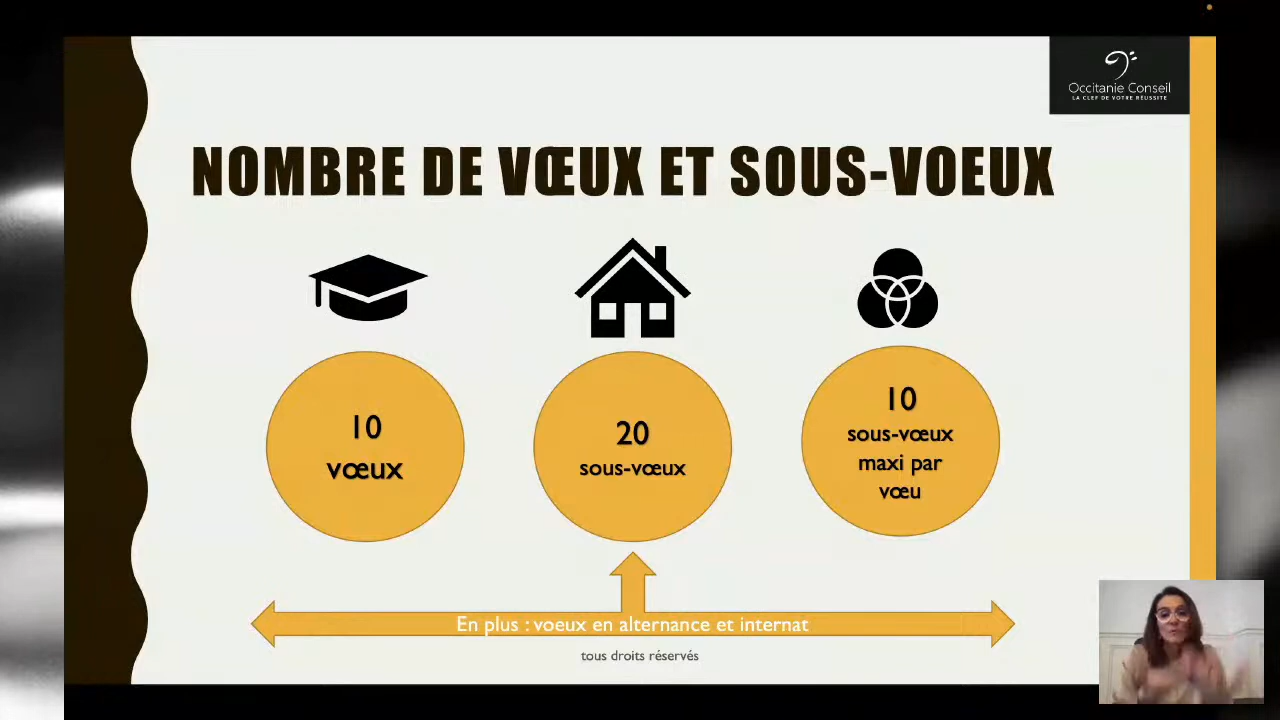 Occitanie Conseil
LA CLEF DE VOTRE RÉUSSITE
NOMBRE DE VŒUX ET SOUS-VOEUX
10
vœux
20
sous-vœux
10
sous-vœux
maxi par
vœu
En plus : voeux en alternance et internat
tous droits réservés